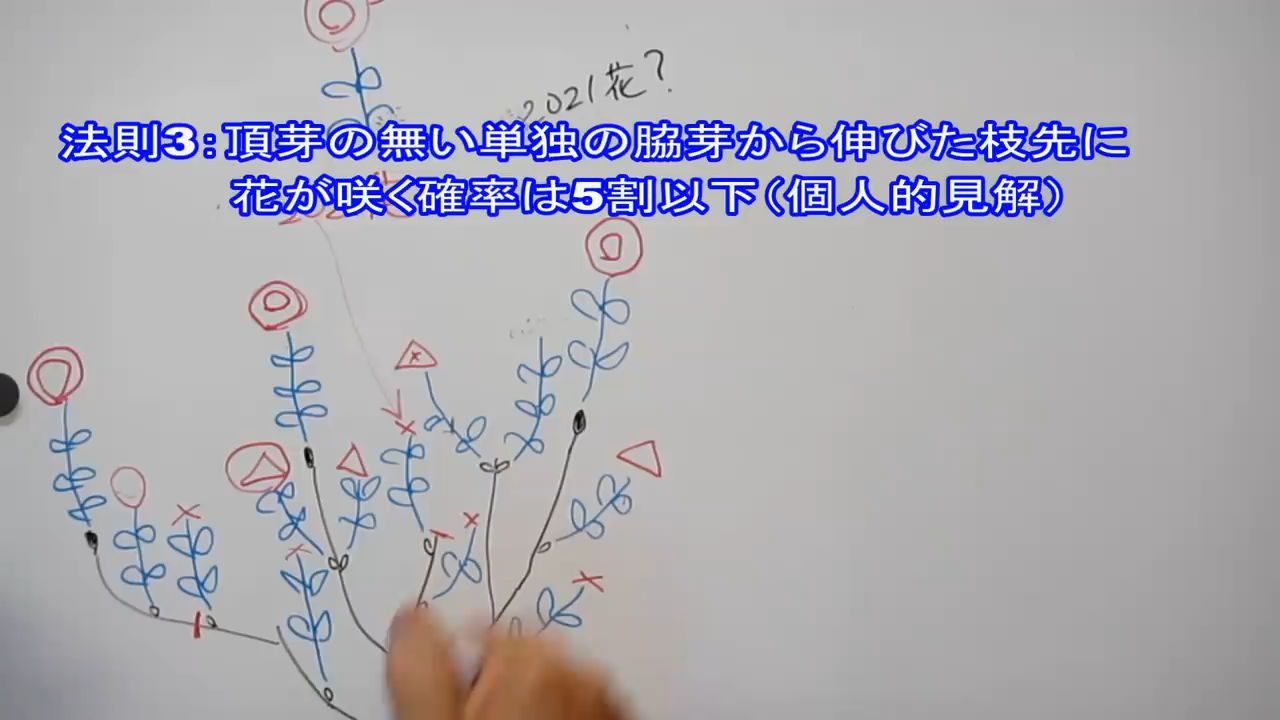 2021花?
法則3：頂芽の無い単独の脇芽から伸びた枝先に
花が咲く確率は5割以下（個人的見解）